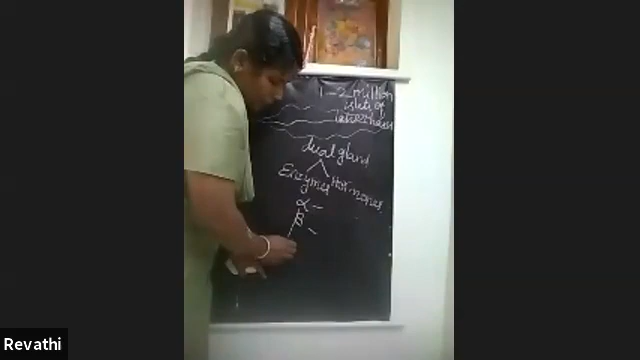 1-2 million
islets of
Langerhans
dual gland
Enzymes Hormones
α -
β -
Revathi